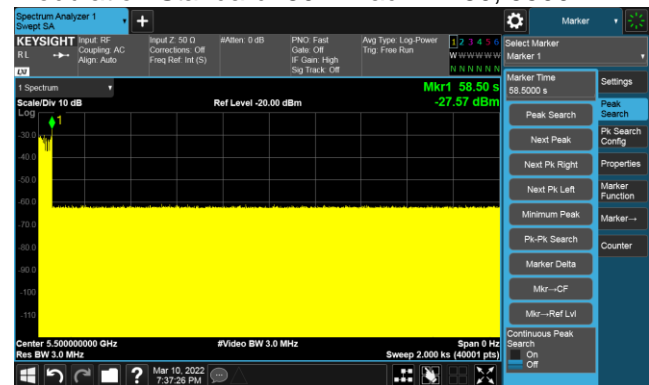 Spectrum Analyzer 1
Swept SA
Marker
KEYSIGHT
RL
LXI
Input: RF
Coupling: AC
Align: Auto
Input Z: 50 Ω
Corrections: Off
Freq Ref: Int (S)
#Atten: 0 dB
PNO: Fast
Gate: Off
IF Gain: High
Sig Track: Off
Avg Type: Log-Power
Trig: Free Run
1 2 3 4 5 6
W W W W W W
N N N N N N
Select Marker
Marker 1
1 Spectrum
Scale/Div 10 dB
Ref Level -20.00 dBm
Mkr1 58.50 s
-27.57 dBm
Log
1
-30.0
-40.0
-50.0
-60.0
-70.0
-80.0
-90.0
-100
-110
Center 5.500000000 GHz
Res BW 3.0 MHz
#Video BW 3.0 MHz
Span 0 Hz
Sweep 2.000 ks (40001 pts)
Marker Time
58.5000 s
Peak Search
Next Peak
Next Pk Right
Next Pk Left
Minimum Peak
Pk-Pk Search
Marker Delta
Mkr→CF
Mkr→Ref Lvl
Continuous Peak
Search
On
Off
Settings
Peak
Search
Pk Search
Config
Properties
Marker
Function
Marker→
Counter
?
Mar 10, 2022
7:37:26 PM